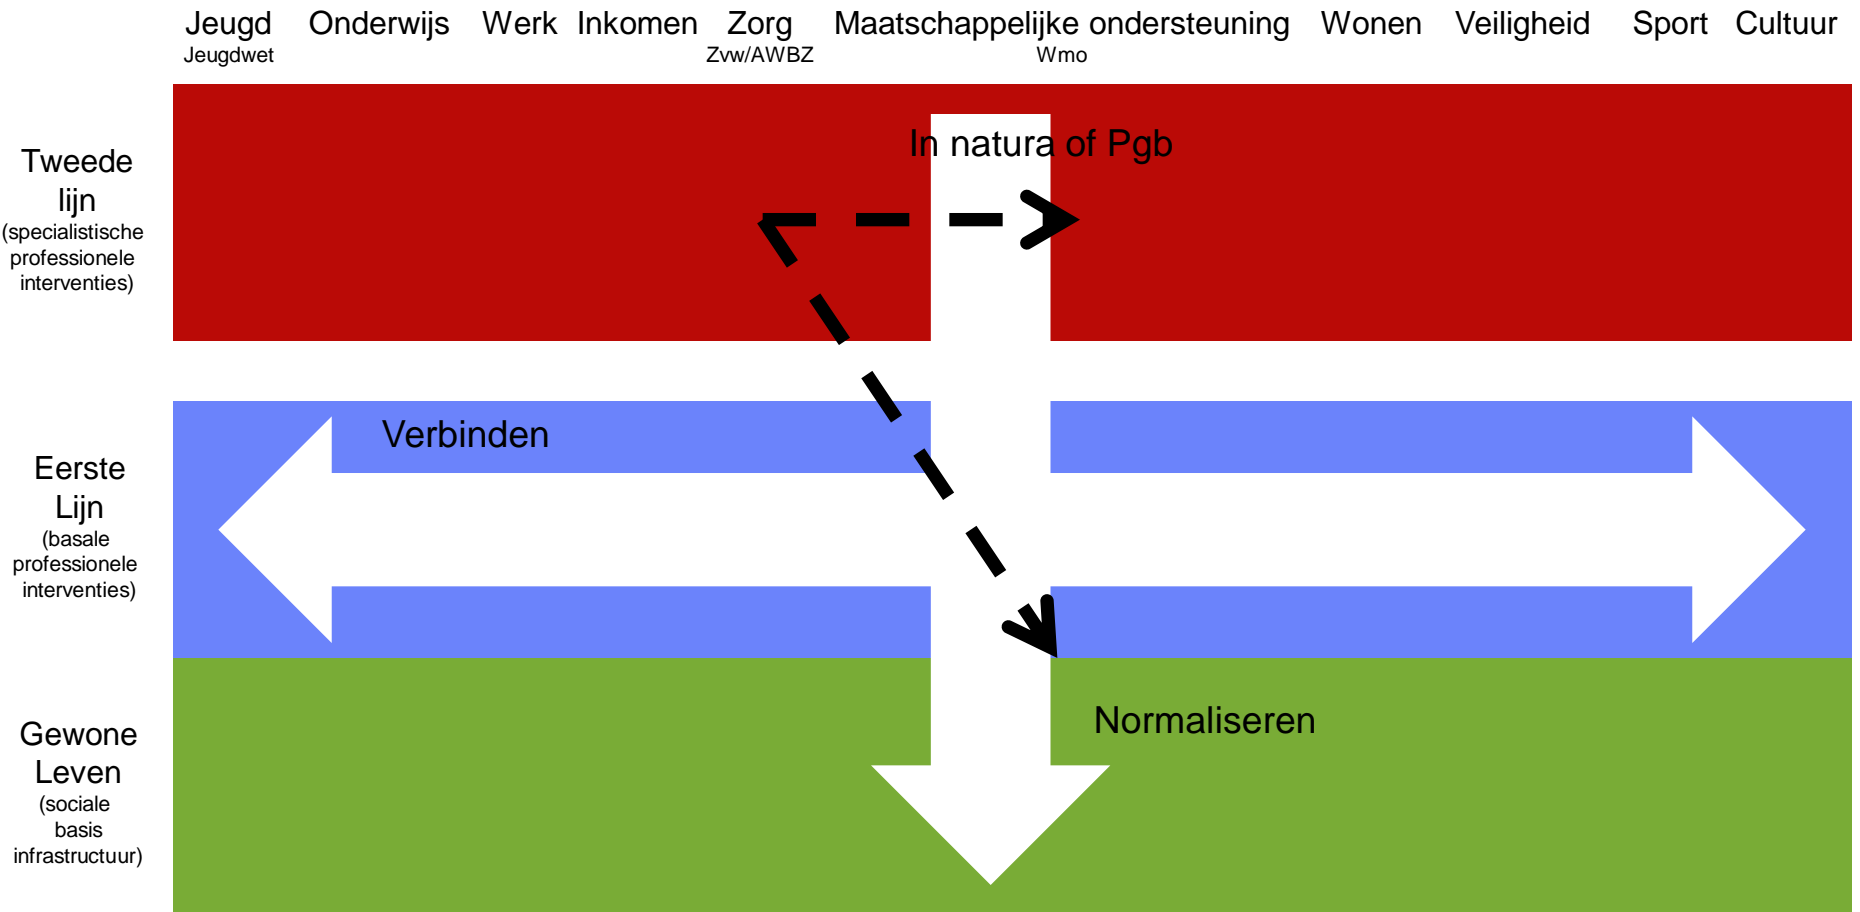 Jeugd Onderwijs Werk Inkomen Zorg Maatschappelijke ondersteuning Wonen Veiligheid Sport Cultuur
Jeugdwet Zvw/AWBZ Wmo
In natura of Pgb
Tweede
lijn
(specialistische
professionele
interventies)
Verbinden
Eerste
Lijn
(basale
professionele
interventies)
Normaliseren
Gewone
Leven
(sociale
basis
infrastructuur)